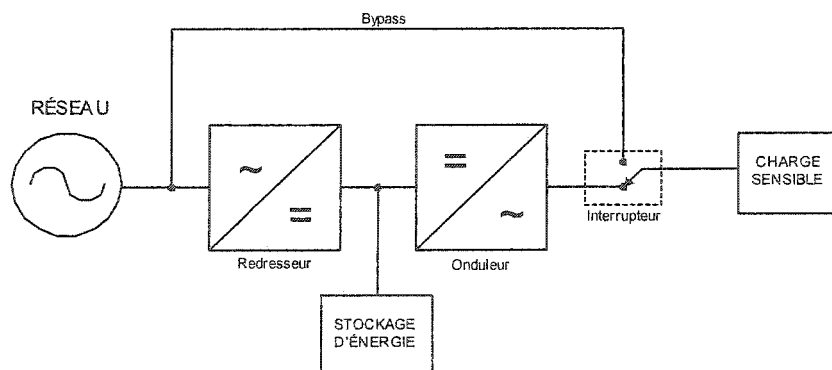 Bypass
RÉSEAU
~
=
Redresseur
=
~
Onduleur
Interrupteur
CHARGE
SENSIBLE
STOCKAGE
D'ÉNERGIE